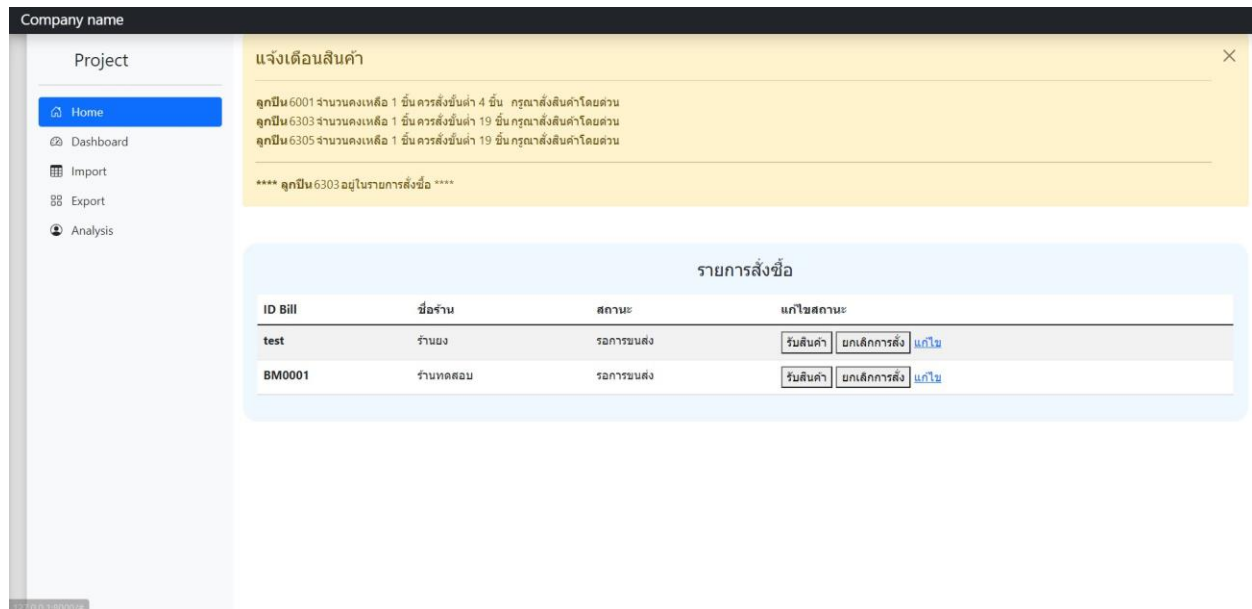 Company name
Project
Home
Dashboard
Import
Export
Analysis
แจ้งเตือนสินค้า
ลูกปืน 6001 จำนวนคงเหลือ 1 ชิ้น ควรสั่งขั้นต่ำ 4 ชิ้น กรุณาสั่งสินค้าโดยด่วน
ลูกปืน 6303 จำนวนคงเหลือ 1 ชิ้น ควรสั่งขั้นต่ำ 19 ชิ้น กรุณาสั่งสินค้าโดยด่วน
ลูกปืน 6305 จำนวนคงเหลือ 1 ชิ้น ควรสั่งขั้นต่ำ 19 ชิ้น กรุณาสั่งสินค้าโดยด่วน
**** ลูกปืน 6303 อยู่ในรายการสั่งซื้อ ****
รายการสั่งซื้อ
ID Bill ชื่อร้าน สถานะ แก้ไขสถานะ
test ร้านยง รอการขนส่ง รับสินค้า ยกเลิกการสั่ง แก้ไข
BM0001 ร้านทดสอบ รอการขนส่ง รับสินค้า ยกเลิกการสั่ง แก้ไข